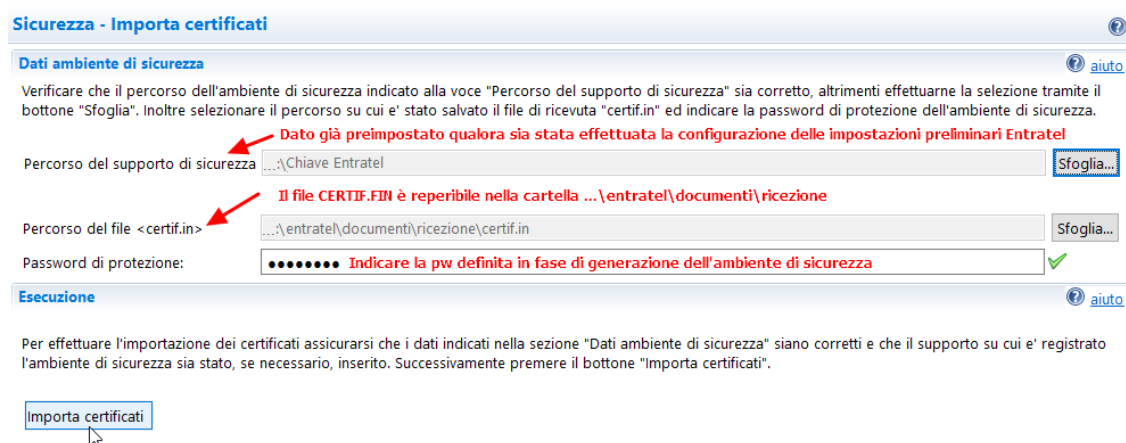 Sicurezza - Importa certificati
Dati ambiente di sicurezza
aiuto
Verificare che il percorso dell'ambiente di sicurezza indicato alla voce "Percorso del supporto di sicurezza" sia corretto, altrimenti effettuarne la selezione tramite il
bottone "Sfoglia". Inoltre selezionare il percorso su cui e' stato salvato il file di ricevuta "certif.in" ed indicare la password di protezione dell'ambiente di sicurezza.
Dato già preimpostato qualora sia stata effettuata la configurazione delle impostazioni preliminari Entratel
Percorso del supporto di sicurezza ...:\Chiave Entratel Sfoglia...
Il file CERTIF.FIN è reperibile nella cartella ...\entratel\documenti\ricezione
Percorso del file <certif.in> ...:\entratel\documenti\ricezione\certif.in Sfoglia...
Password di protezione: ●●●●●●●● Indicare la pw definita in fase di generazione dell'ambiente di sicurezza
Esecuzione
aiuto
Per effettuare l'importazione dei certificati assicurarsi che i dati indicati nella sezione "Dati ambiente di sicurezza" siano corretti e che il supporto su cui e' registrato
l'ambiente di sicurezza sia stato, se necessario, inserito. Successivamente premere il bottone "Importa certificati".
Importa certificati